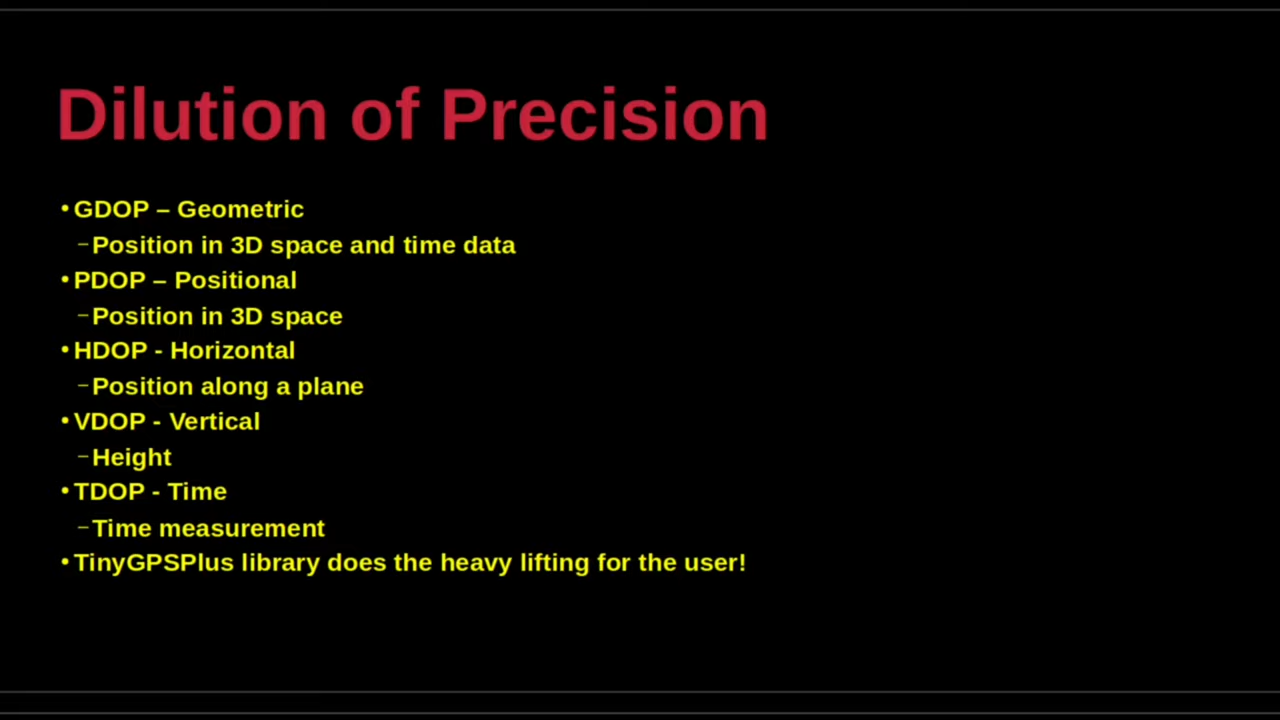 Dilution of Precision
•GDOP – Geometric
–Position in 3D space and time data
•PDOP – Positional
–Position in 3D space
•HDOP - Horizontal
–Position along a plane
•VDOP - Vertical
–Height
•TDOP - Time
–Time measurement
•TinyGPSPlus library does the heavy lifting for the user!